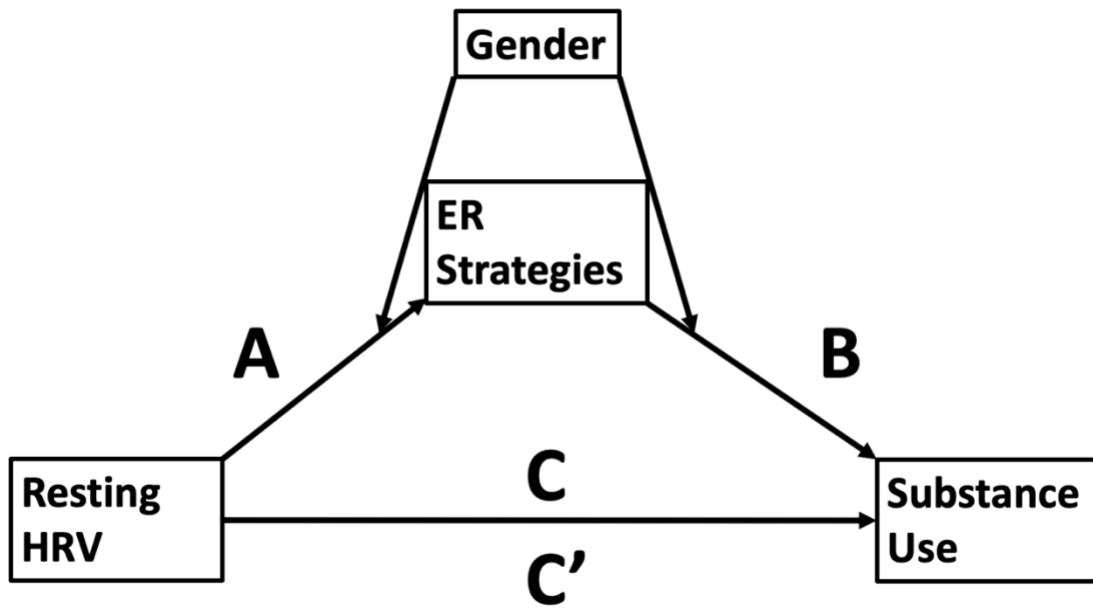 Gender
ER
Strategies
A
B
C
Resting
HRV
Substance
Use
C’